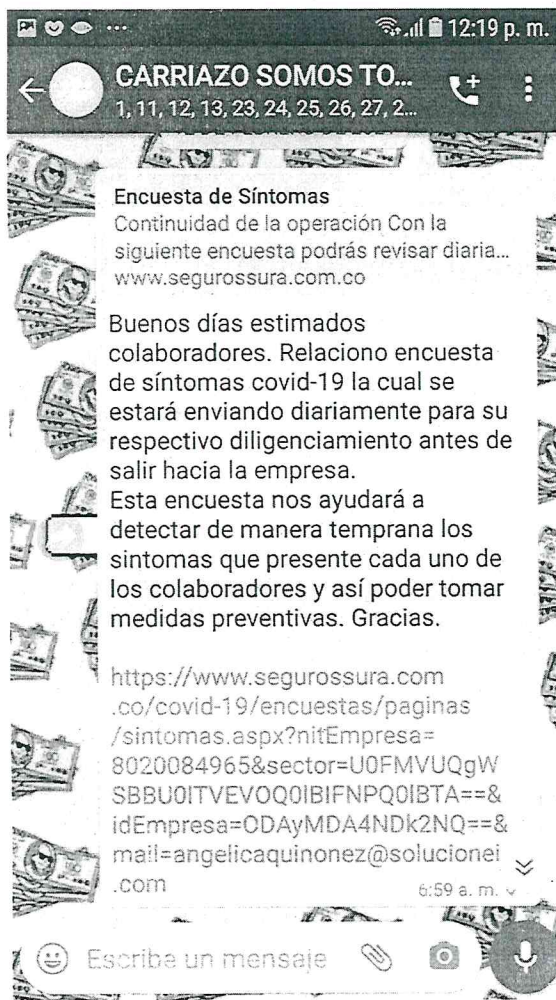 12:19 p. m.
CARRIAZO SOMOS TO...
1, 11, 12, 13, 23, 24, 25, 26, 27, 2...
Encuesta de Síntomas
Continuidad de la operación Con la
siguiente encuesta podrás revisar diaria...
www.segurossura.com.co
Buenos días estimados
colaboradores. Relaciono encuesta
de síntomas covid-19 la cual se
estará enviando diariamente para su
respectivo diligenciamiento antes de
salir hacia la empresa.
Esta encuesta nos ayudará a
detectar de manera temprana los
sintomas que presente cada uno de
los colaboradores y así poder tomar
medidas preventivas. Gracias.
https://www.segurossura.com
.co/covid-19/encuestas/paginas
/sintomas.aspx?nitEmpresa=
8020084965&sector=U0FMVUQgW
SBBU0lTVEVOQ0lBIFNPQ0lBTA==&
idEmpresa=ODAyMDA4NDk2NQ==&
mail=angelicaquinonez@solucionei
.com
6:59 a. m.
Escriba un mensaje